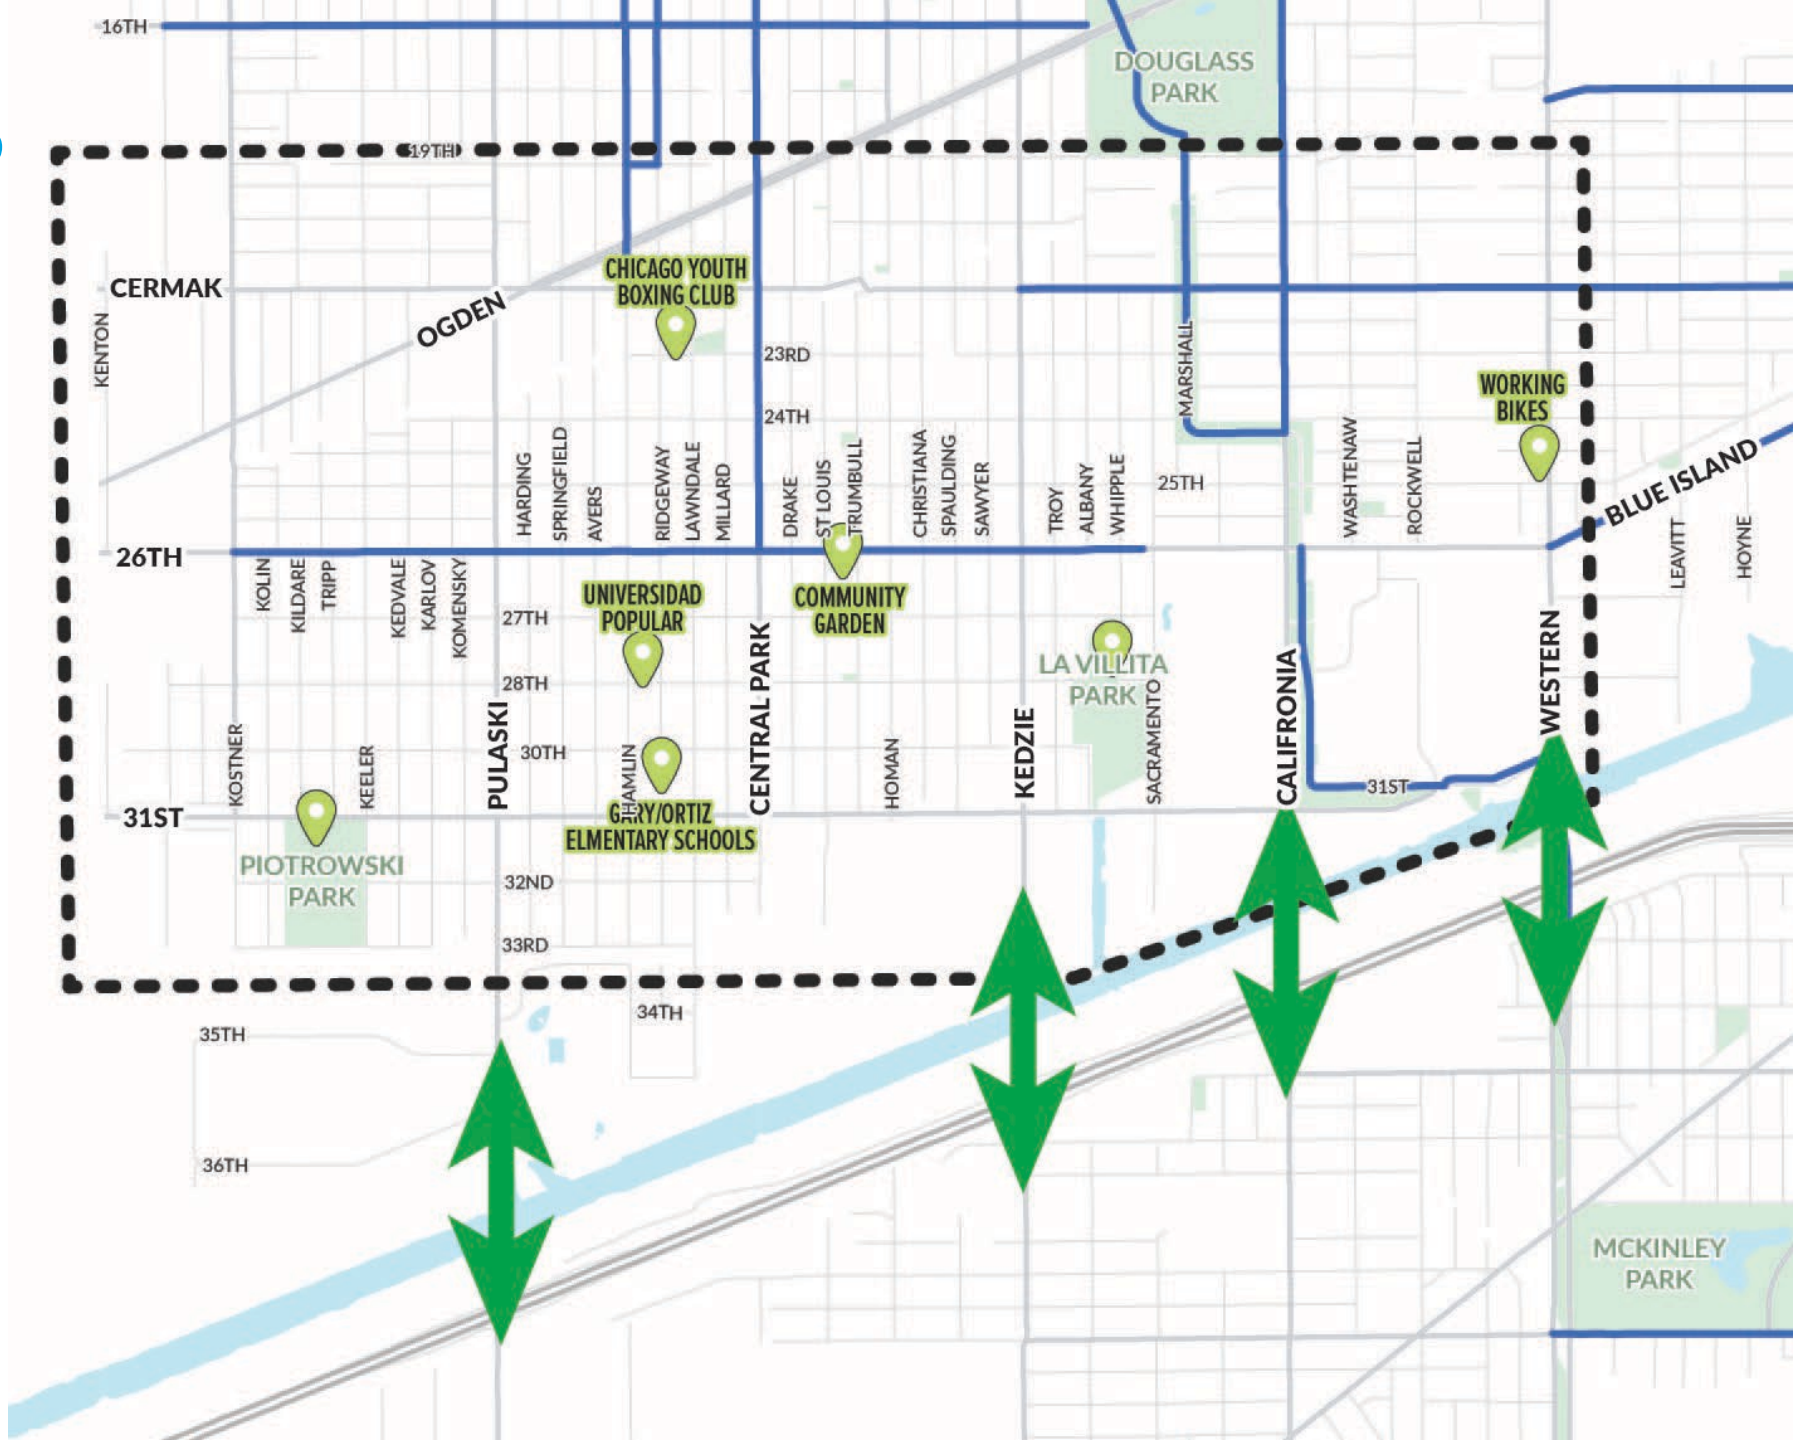 16TH
DOUGLASS
PARK
19TH
CHICAGO YOUTH
BOXING CLUB
CERMAK
OGDEN
KENTON
23RD
MARSHALL
WORKING
BIKES
24TH
HARDING
SPRINGFIELD
AVERS
RIDGEWAY
LAWNDALE
MILLARD
DRAKE
ST LOUIS
TRUMBULL
CHRISTIANA
SPAULDING
SAWYER
TROY
ALBANY
WHIPPLE
25TH
WASHTENAW
ROCKWELL
BLUE ISLAND
LEAVITT
HOYNE
26TH
KOLIN
KILDARE
TRIPP
KEDVALE
KARLOV
KOMENSKY
UNIVERSIDAD
POPULAR
COMMUNITY
GARDEN
27TH
28TH
LA VILLITA
PARK
CENTRAL PARK
PULASKI
KEDZIE
SACRAMENTO
CALIFRONIA
WESTERN
KOSTNER
KEELER
30TH
HAMLIN
HOMAN
31ST
31ST
GARY/ORTIZ
ELMENTARY SCHOOLS
PIOTROWSKI
PARK
32ND
33RD
34TH
35TH
36TH
MCKINLEY
PARK